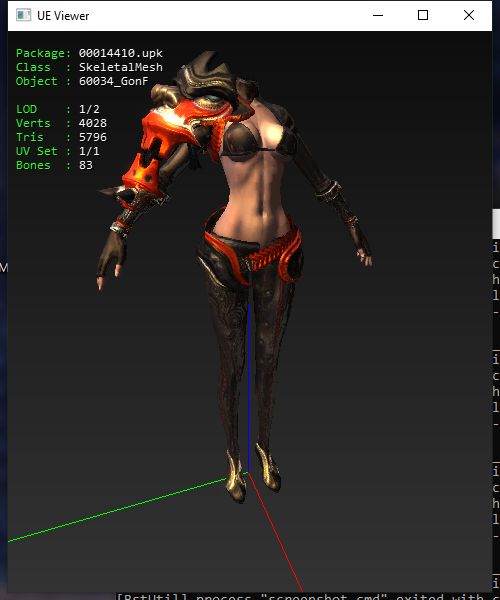 UE Viewer
Package: 00014410.upk
Class : SkeletalMesh
Object : 60034_GonF
LOD : 1/2
Verts : 4028
Tris : 5796
UV Set : 1/1
Bones : 83
M
i
c
h
l
-
i
c
h
l
-
i
c
h
l
-
i
[RstUtil] process "screenshot.cmd" exited with c